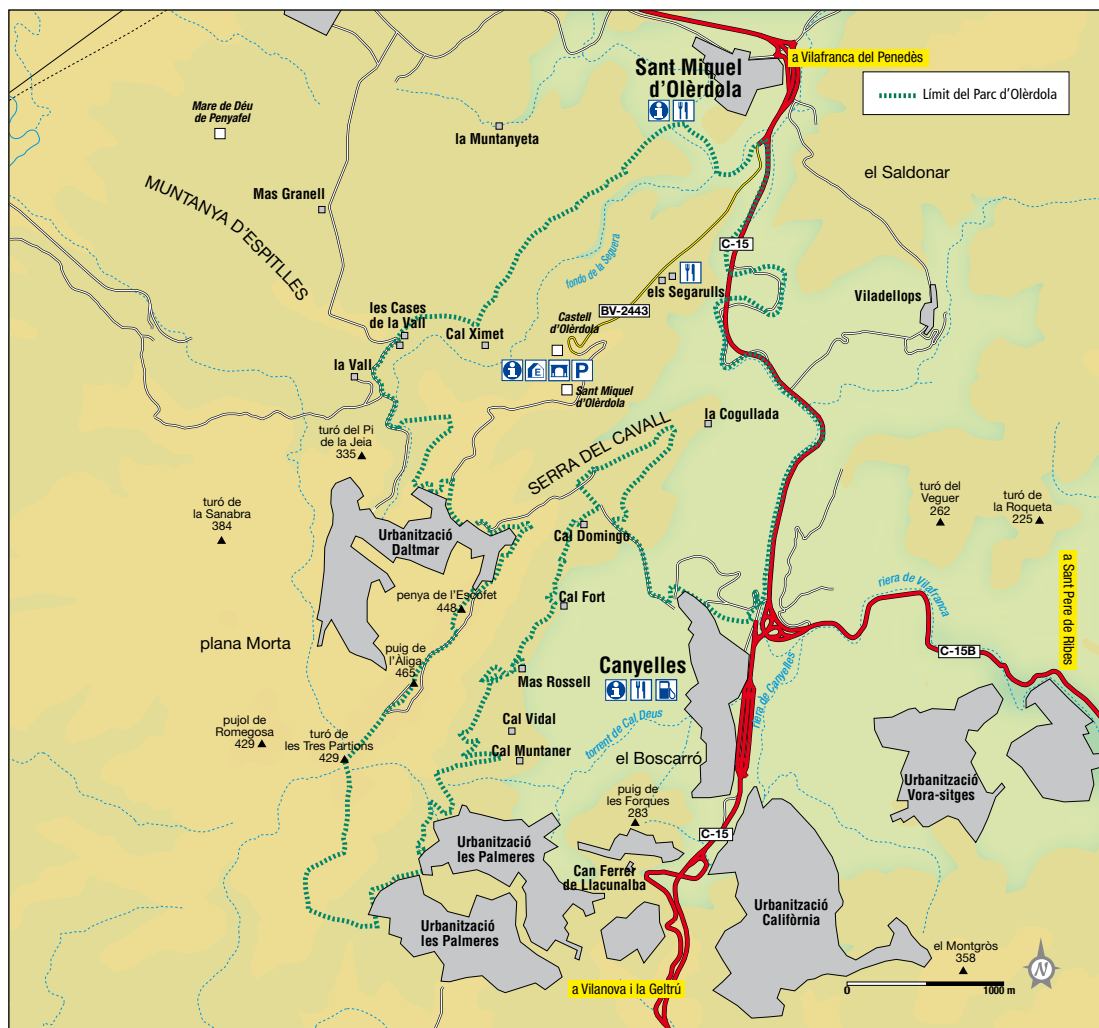 a Vilafranca del Penedès
Sant Miquel
d'Olèrdola
Límit del Parc d'Olèrdola
Mare de Déu
de Penyafel
la Muntanyeta
el Saldonar
Mas Granell
MUNTANYA D'ESPITLLES
C-15
fondo de la Seguera
els Segarulls
Viladellops
BV-2443
les Cases
de la Vall
Castell
d'Olèrdola
Cal Ximet
la Vall
E
P
Sant Miquel
d'Olèrdola
la Cogullada
SERRA DEL CAVALL
turó del Pi
de la Jeia
335
turó de
la Sanabra
384
turó del
Veguer
262
turó de
la Roqueta
225
Urbanització
Daltmar
Cal Domingo
a Sant Pere de Ribes
riera de Vilafranca
penya de l'Escofet
448
Cal Fort
plana Morta
puig de
l'Àliga
465
C-15B
Canyelles
Mas Rossell
riera de Canyelles
pujol de
Romegosa
429
turó de
les Tres Partions
429
Cal Vidal
torrent de Cal Deus
Cal Muntaner
el Boscarró
Urbanització
Vora-sitges
puig de
les Forques
283
C-15
Urbanització
les Palmeres
Can Ferrer
de Llacunalba
Urbanització
Califòrnia
Urbanització
les Palmeres
el Montgròs
358
N
a Vilanova i la Geltrú
0
1000 m